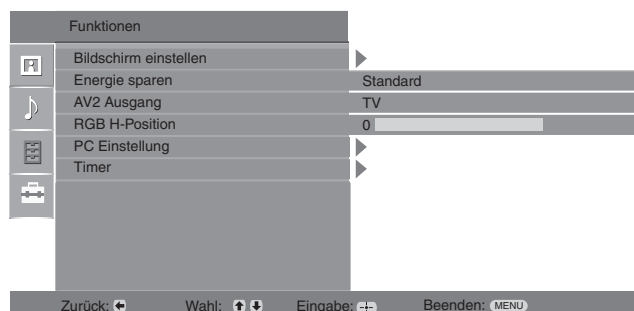 Funktionen
Bildschirm einstellen
Energie sparen Standard
AV2 Ausgang TV
RGB H-Position 0
PC Einstellung
Timer
Zurück: Wahl: Eingabe: Beenden: MENU